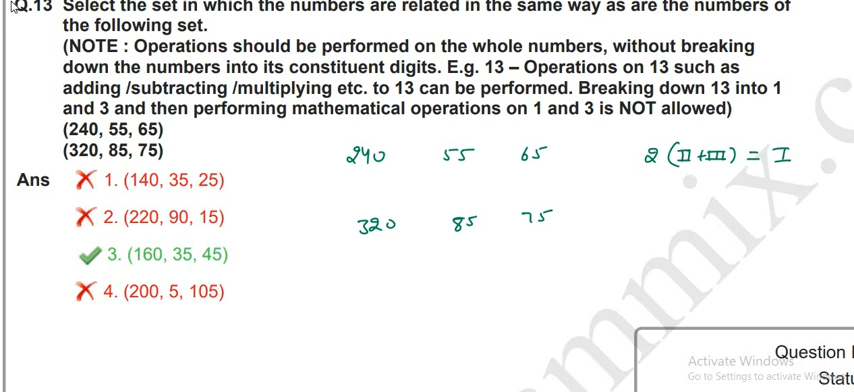 Q.13 Select the set in which the numbers are related in the same way as are the numbers of
the following set.
(NOTE : Operations should be performed on the whole numbers, without breaking
down the numbers into its constituent digits. E.g. 13 – Operations on 13 such as
adding /subtracting /multiplying etc. to 13 can be performed. Breaking down 13 into 1
and 3 and then performing mathematical operations on 1 and 3 is NOT allowed)
(240, 55, 65)
(320, 85, 75)
240 55 65 2 (II + III) = I
Ans 1. (140, 35, 25)
2. (220, 90, 15)
320 85 75
3. (160, 35, 45)
4. (200, 5, 105)
Question
Activate Windows
Go to Settings to activate